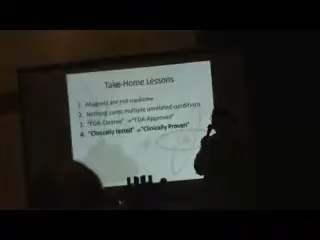 Take-Home Lessons
1. Magnets are not medicine
2. Nothing cures multiple unrelated conditions
3. "FDA-Cleared" ≠ "FDA-Approved"
4. "Clinically tested" ≠ "Clinically Proven"